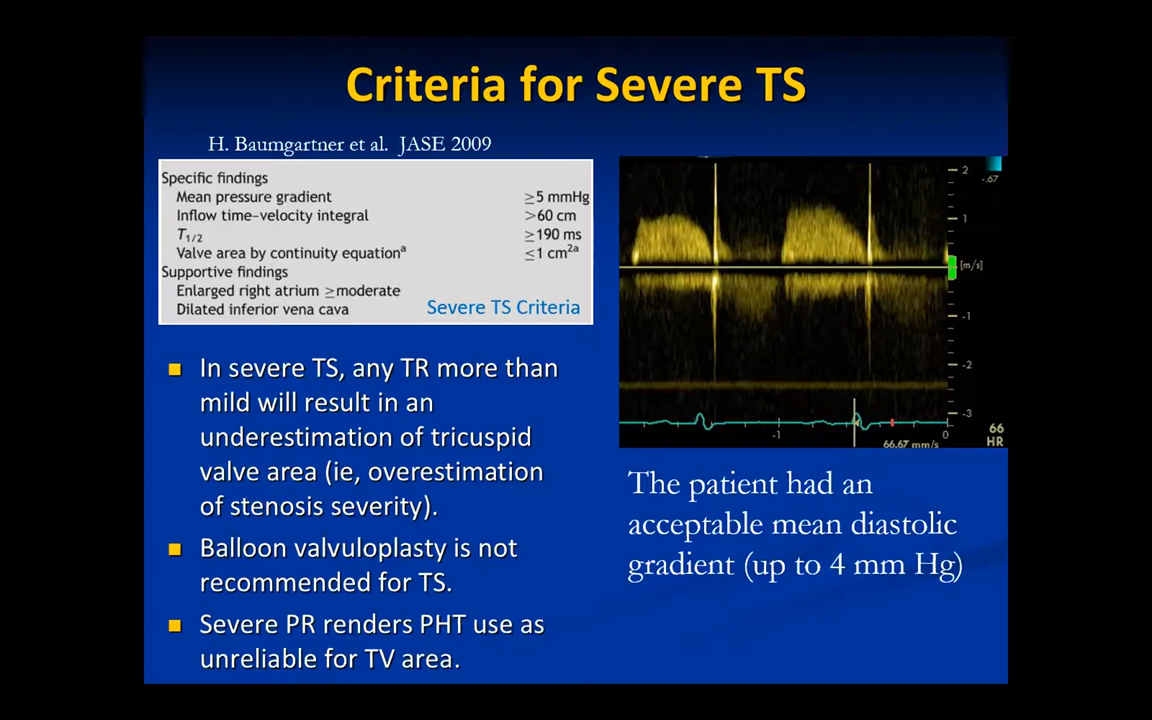 Criteria for Severe TS
H. Baumgartner et al. JASE 2009
Specific findings
Mean pressure gradient ≥5 mmHg
Inflow time–velocity integral >60 cm
T1/2 ≥190 ms
Valve area by continuity equationᵃ ≤1 cm²ᵃ
Supportive findings
Enlarged right atrium ≥moderate
Dilated inferior vena cava
Severe TS Criteria
In severe TS, any TR more than
mild will result in an
underestimation of tricuspid
valve area (ie, overestimation
of stenosis severity).
Balloon valvuloplasty is not
recommended for TS.
Severe PR renders PHT use as
unreliable for TV area.
2
-.67
1
[m/s]
-1
-2
-3
-1
0
66.67 mm/s
66
HR
The patient had an
acceptable mean diastolic
gradient (up to 4 mm Hg)